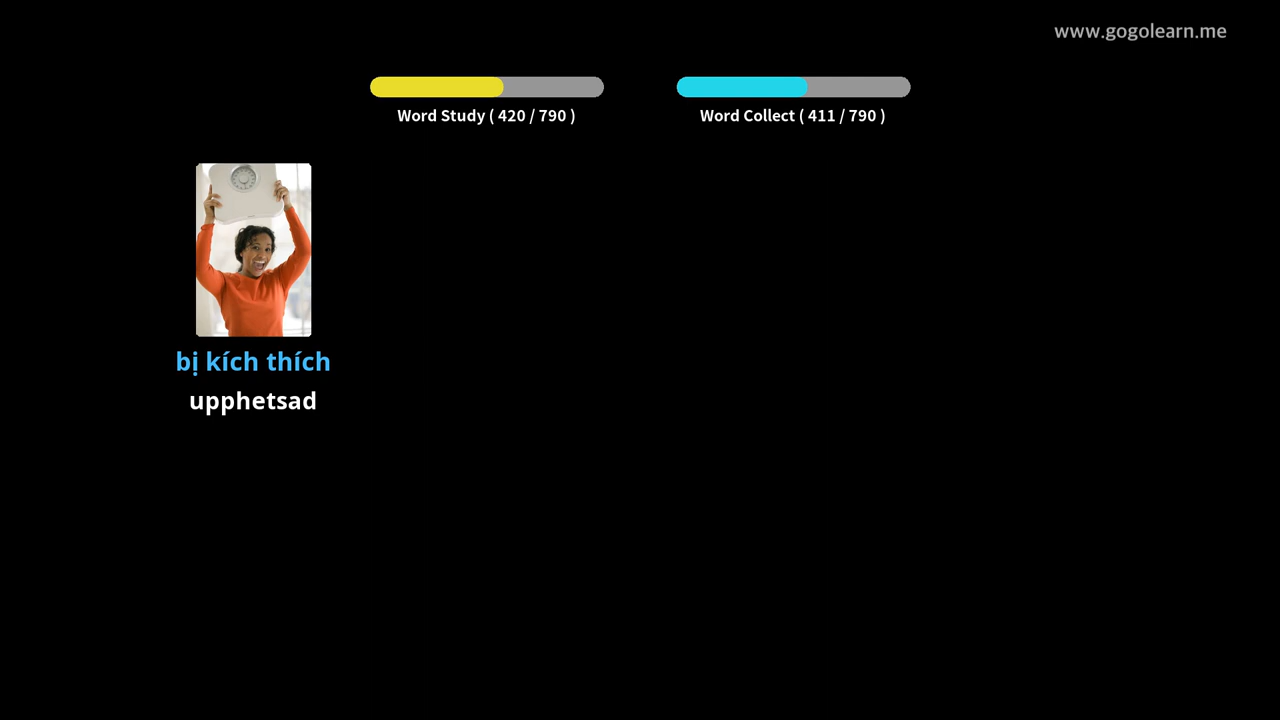 www.gogolearn.me
Word Study ( 420 / 790 )
Word Collect ( 411 / 790 )
bị kích thích
upphetsad